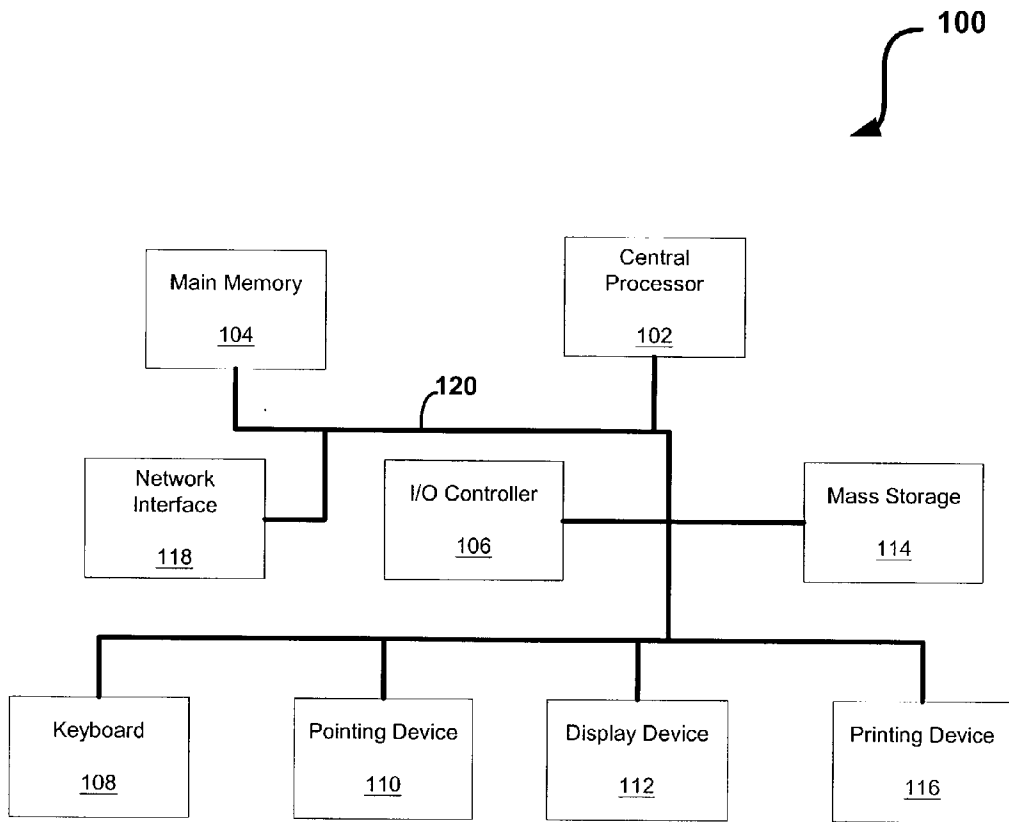 100
Main Memory
104
Central
Processor
102
120
Network
Interface
118
I/O Controller
106
Mass Storage
114
Keyboard
108
Pointing Device
110
Display Device
112
Printing Device
116